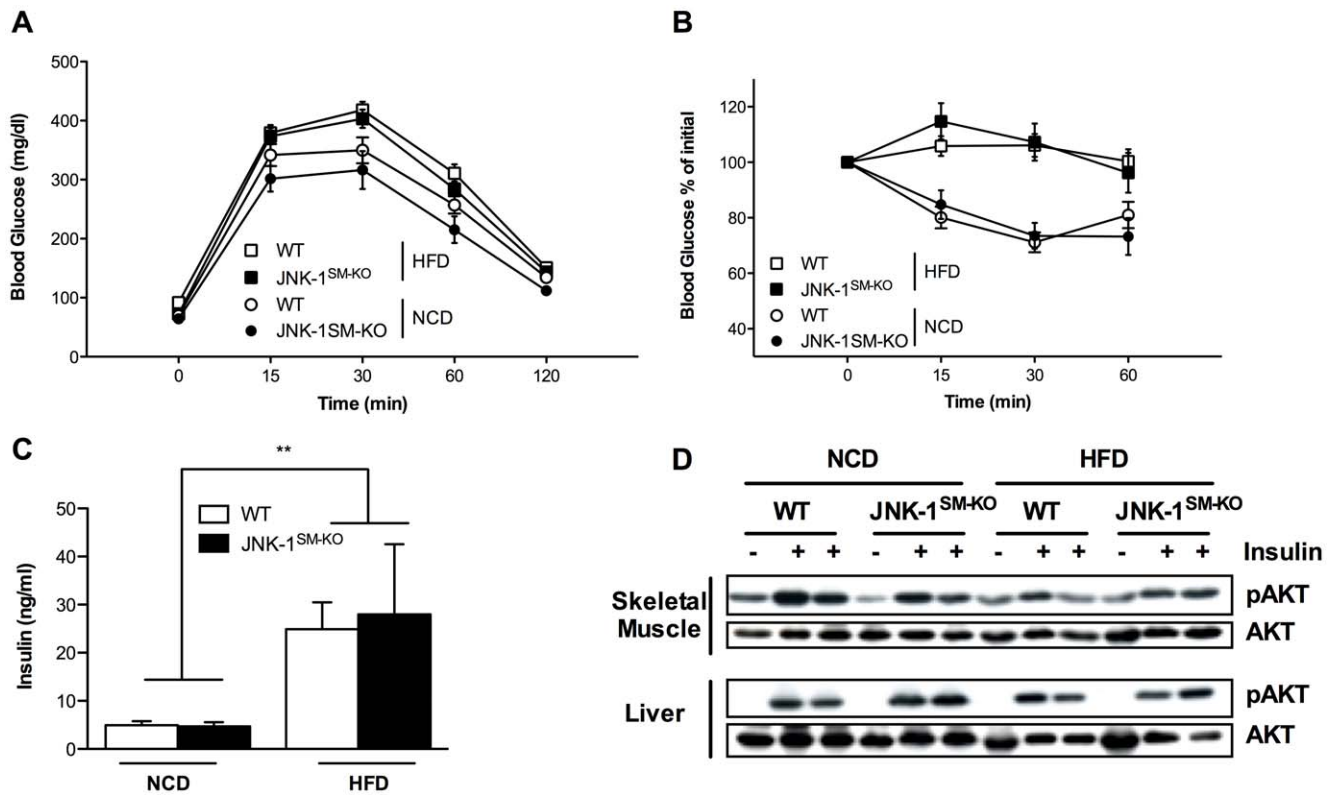 A
Blood Glucose (mg/dl)
500
400
300
200
100
0
WT
JNK-1SM-KO
HFD
WT
JNK-1SM-KO
NCD
0 15 30 60 120
Time (min)
B
Blood Glucose % of initial
120
100
80
60
40
WT
JNK-1SM-KO
HFD
WT
JNK-1SM-KO
NCD
0 15 30 60
Time (min)
C
**
Insulin (ng/ml)
50
40
30
20
10
0
WT
JNK-1SM-KO
NCD HFD
D
NCD HFD
WT JNK-1SM-KO WT JNK-1SM-KO
- + + - + + - + + - + + Insulin
Skeletal Muscle
pAKT
AKT
Liver
pAKT
AKT